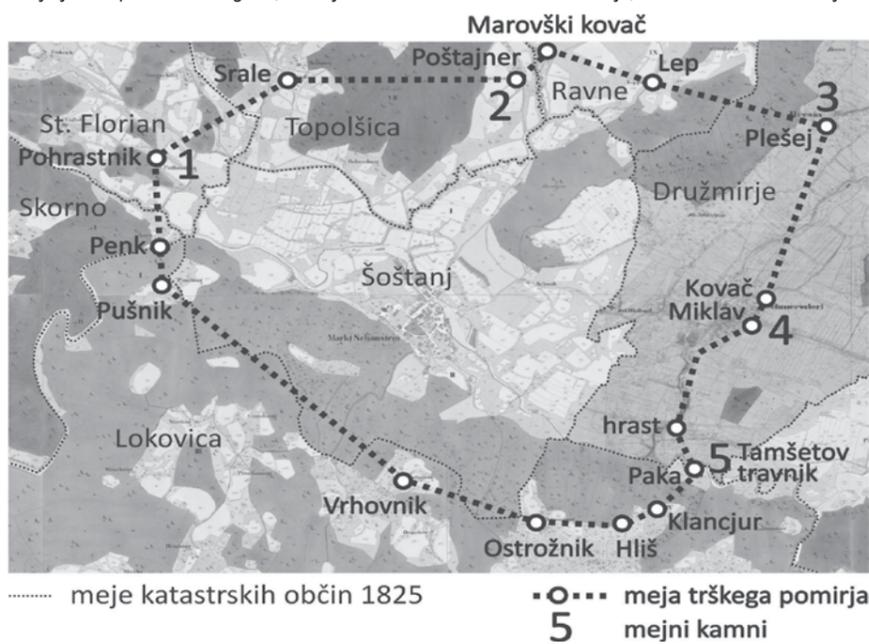 Marovški kovač
Poštajner
Lep
Srale
2
Ravne
3
St. Florian
Topolšica
Plešej
Pohrastnik
1
Družmirje
Skorno
Penk
Šoštanj
Kovač
Pušnik
Miklav
4
hrast
Lokovica
5
Tamšetov
travnik
Paka
Vrhovnik
Klancjur
Ostrožnik
Hliš
meje katastrskih občin 1825
meja trškega pomirja
5
mejni kamni